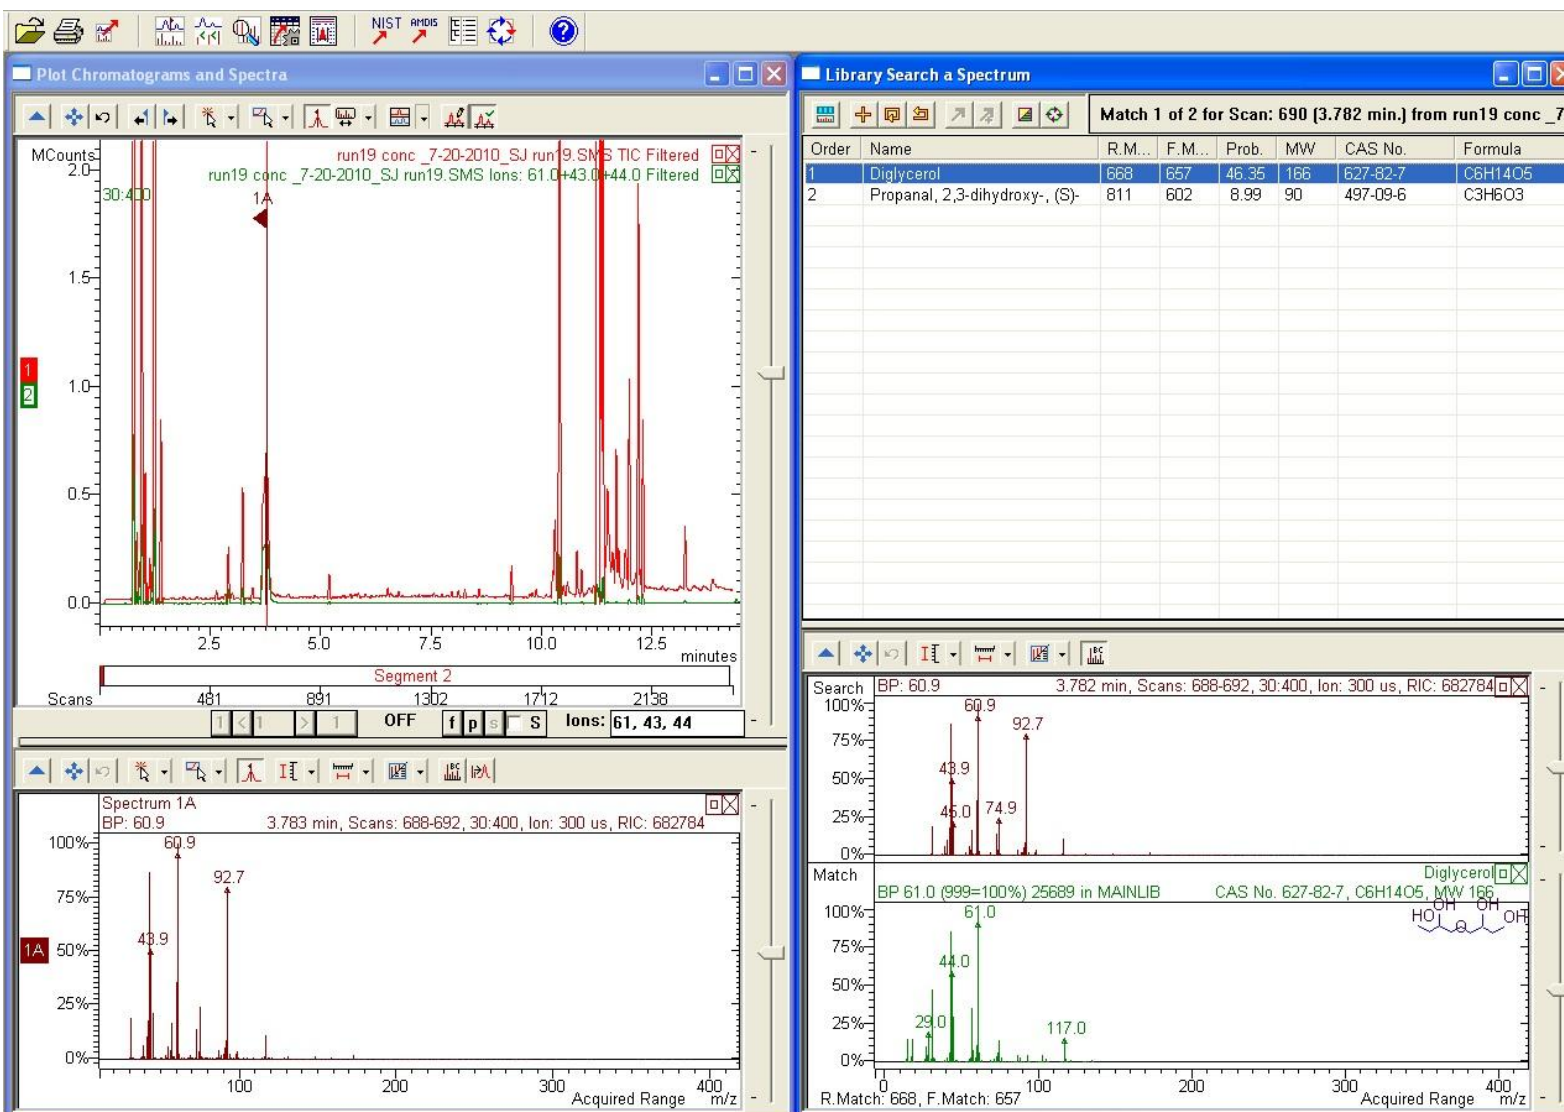 NIST AMDIS
Plot Chromatograms and Spectra
MCounts
run19 conc _7-20-2010_SJ run19.SMS TIC Filtered
run19 conc _7-20-2010_SJ run19.SMS Ions: 61.0+43.0+44.0 Filtered
30:400
1A
2.0
1.5
1.0
0.5
0.0
1
2
2.5 5.0 7.5 10.0 12.5
minutes
Segment 2
Scans 481 891 1302 1712 2138
1 < 1 > 1 OFF f p s S Ions: 61, 43, 44
Spectrum 1A
BP: 60.9 3.783 min, Scans: 688-692, 30:400, Ion: 300 us, RIC: 682784
100%
75%
50%
25%
0%
1A
60.9
92.7
43.9
100 200 300 400
Acquired Range m/z
Library Search a Spectrum
Match 1 of 2 for Scan: 690 (3.782 min.) from run19 conc _7
Order Name R.M... F.M... Prob. MW CAS No. Formula
1 Diglycerol 668 657 46.35 166 627-82-7 C6H14O5
2 Propanal, 2,3-dihydroxy-, (S)- 811 602 8.99 90 497-09-6 C3H6O3
BC
Search BP: 60.9 3.782 min, Scans: 688-692, 30:400, Ion: 300 us, RIC: 682784
100%
75%
50%
25%
0%
60.9
92.7
43.9
45.0
74.9
Match Diglycerol
BP 61.0 (999=100%) 25689 in MAINLIB CAS No. 627-82-7, C6H14O5, MW 166
100%
75%
50%
25%
0%
61.0
44.0
29.0
117.0
HO OH O OH OH
0 100 200 300 400
R.Match: 668, F.Match: 657 Acquired Range m/z